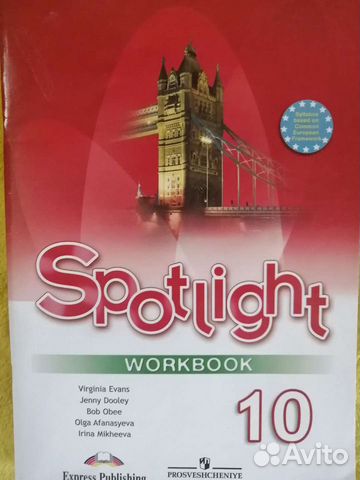 Syllabus
based on
Common
European
Framework
Spotlight
WORKBOOK
Virginia Evans
Jenny Dooley
Bob Obee
Olga Afanasyeva
Irina Mikheeva
10
Express Publishing
PROSVESHCHENIYE
Avito